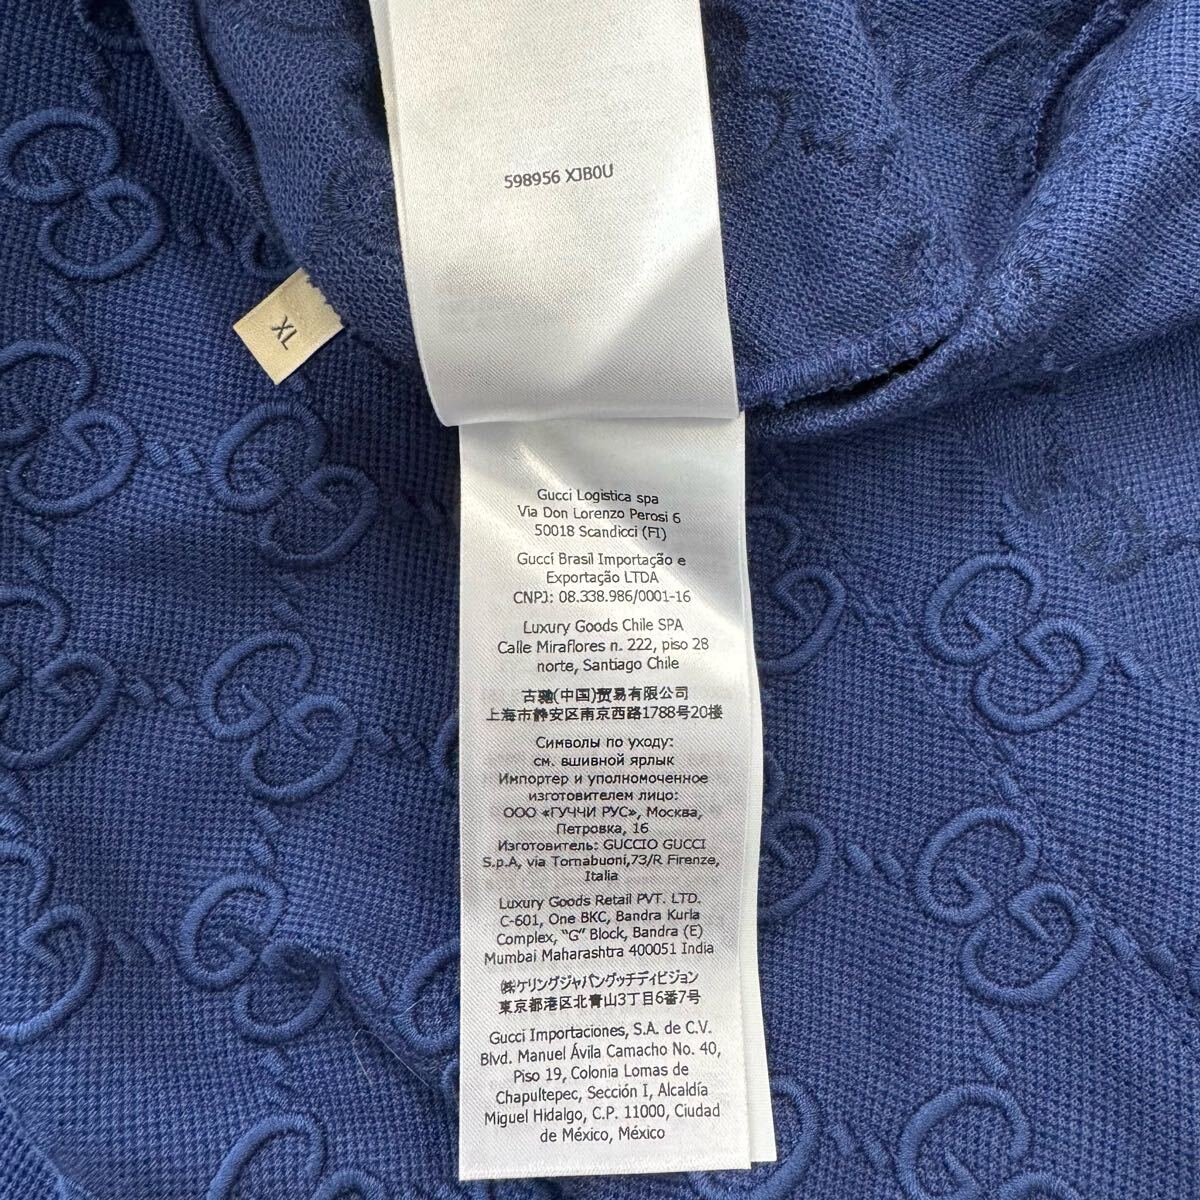 598956 XJB0U
XL
Gucci Logistica spa
Via Don Lorenzo Perosi 6
50018 Scandicci (FI)
Gucci Brasil Importação e
Exportação LTDA
CNPJ: 08.338.986/0001-16
Luxury Goods Chile SPA
Calle Miraflores n. 222, piso 28
norte, Santiago Chile
古驰(中国)贸易有限公司
上海市静安区南京西路1788号20楼
Символы по уходу:
см. вшивной ярлык
Импортер и уполномоченное
изготовителем лицо:
ООО «ГУЧЧИ РУС», Москва,
Петровка, 16
Изготовитель: GUCCIO GUCCI
S.p.A, via Tornabuoni,73/R Firenze,
Italia
Luxury Goods Retail PVT. LTD.
C-601, One BKC, Bandra Kurla
Complex, “G” Block, Bandra (E)
Mumbai Maharashtra 400051 India
㈱ケリングジャパングッチディビジョン
東京都港区北青山3丁目6番7号
Gucci Importaciones, S.A. de C.V.
Blvd. Manuel Ávila Camacho No. 40,
Piso 19, Colonia Lomas de
Chapultepec, Sección I, Alcaldía
Miguel Hidalgo, C.P. 11000, Ciudad
de México, México